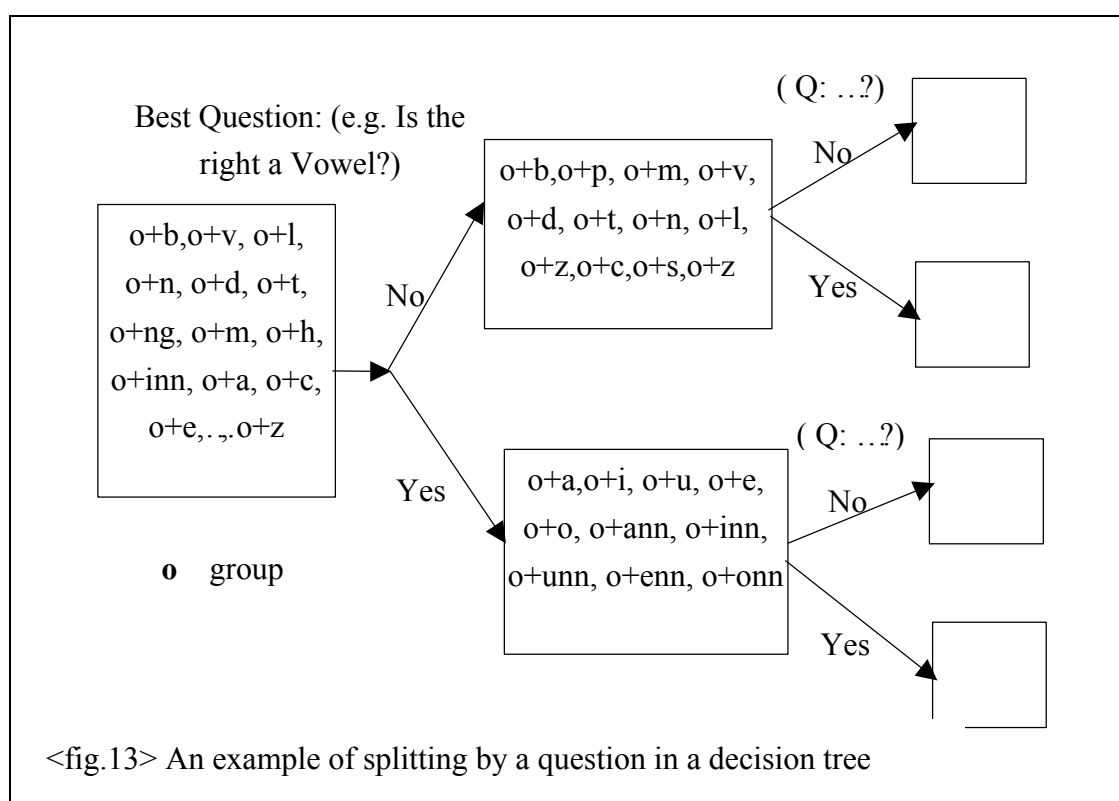 Best Question: (e.g. Is the
right a Vowel?)
o+b,o+v, o+l,
o+n, o+d, o+t,
o+ng, o+m, o+h,
o+inn, o+a, o+c,
o+e,…,.o+z
o group
No
Yes
o+b,o+p, o+m, o+v,
o+d, o+t, o+n, o+l,
o+z,o+c,o+s,o+z
( Q: …?)
No
Yes
o+a,o+i, o+u, o+e,
o+o, o+ann, o+inn,
o+unn, o+enn, o+onn
( Q: …?)
No
Yes
<fig.13> An example of splitting by a question in a decision tree